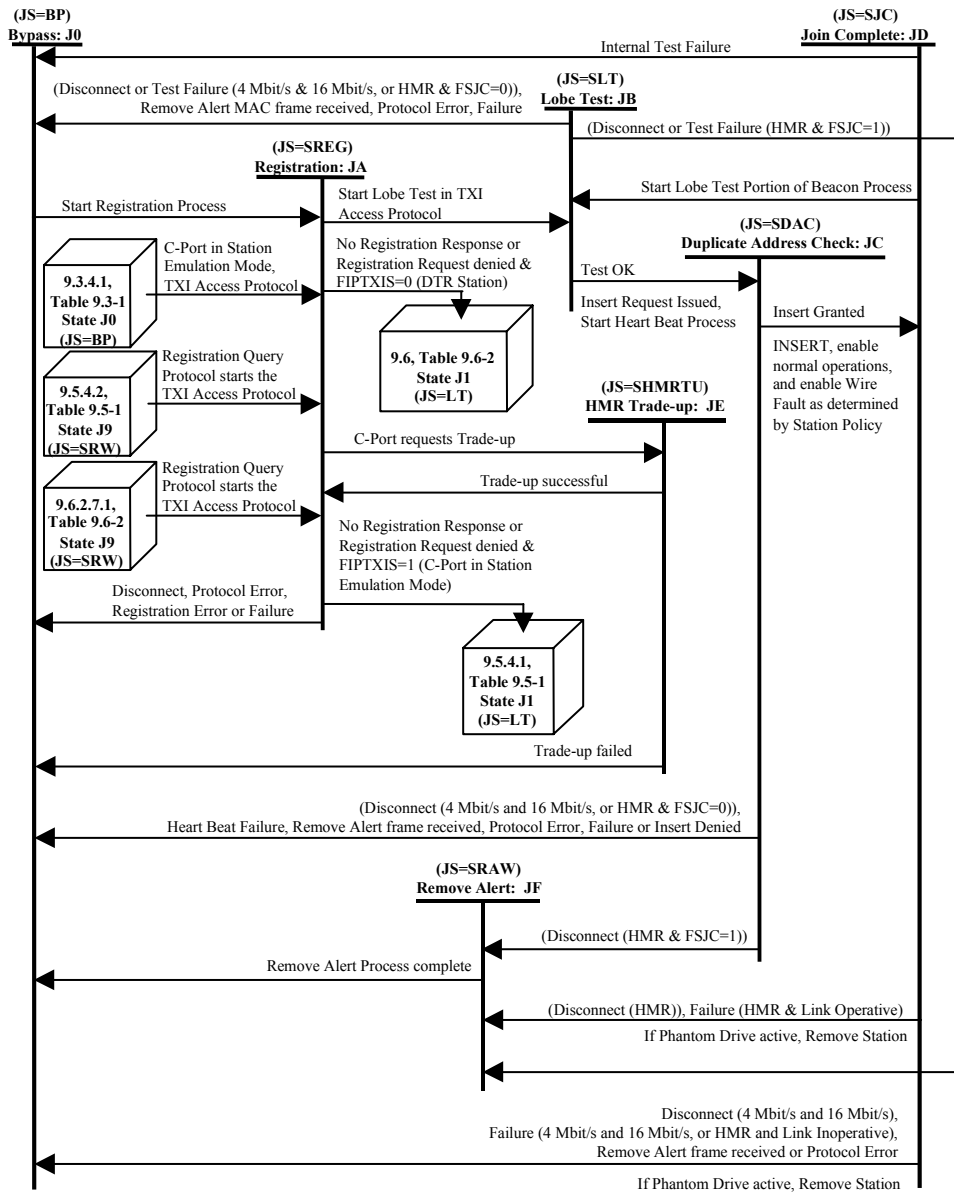 (JS=BP)
Bypass: J0
(JS=SJC)
Join Complete: JD
Internal Test Failure
(JS=SLT)
Lobe Test: JB
(Disconnect or Test Failure (4 Mbit/s & 16 Mbit/s, or HMR & FSJC=0)),
Remove Alert MAC frame received, Protocol Error, Failure
(Disconnect or Test Failure (HMR & FSJC=1))
(JS=SREG)
Registration: JA
Start Lobe Test Portion of Beacon Process
Start Registration Process
Start Lobe Test in TXI
Access Protocol
(JS=SDAC)
Duplicate Address Check: JC
9.3.4.1,
Table 9.3-1
State J0
(JS=BP)
C-Port in Station
Emulation Mode,
TXI Access Protocol
No Registration Response or
Registration Request denied &
FIPTXIS=0 (DTR Station)
Test OK
Insert Request Issued,
Start Heart Beat Process
Insert Granted
INSERT, enable
normal operations,
and enable Wire
Fault as determined
by Station Policy
9.6, Table 9.6-2
State J1
(JS=LT)
9.5.4.2,
Table 9.5-1
State J9
(JS=SRW)
Registration Query
Protocol starts the
TXI Access Protocol
(JS=SHMRTU)
HMR Trade-up: JE
C-Port requests Trade-up
Trade-up successful
9.6.2.7.1,
Table 9.6-2
State J9
(JS=SRW)
Registration Query
Protocol starts the
TXI Access Protocol
No Registration Response or
Registration Request denied &
FIPTXIS=1 (C-Port in Station
Emulation Mode)
Disconnect, Protocol Error,
Registration Error or Failure
9.5.4.1,
Table 9.5-1
State J1
(JS=LT)
Trade-up failed
(Disconnect (4 Mbit/s and 16 Mbit/s, or HMR & FSJC=0)),
Heart Beat Failure, Remove Alert frame received, Protocol Error, Failure or Insert Denied
(JS=SRAW)
Remove Alert: JF
(Disconnect (HMR & FSJC=1))
Remove Alert Process complete
(Disconnect (HMR)), Failure (HMR & Link Operative)
If Phantom Drive active, Remove Station
Disconnect (4 Mbit/s and 16 Mbit/s),
Failure (4 Mbit/s and 16 Mbit/s, or HMR and Link Inoperative),
Remove Alert frame received or Protocol Error
If Phantom Drive active, Remove Station